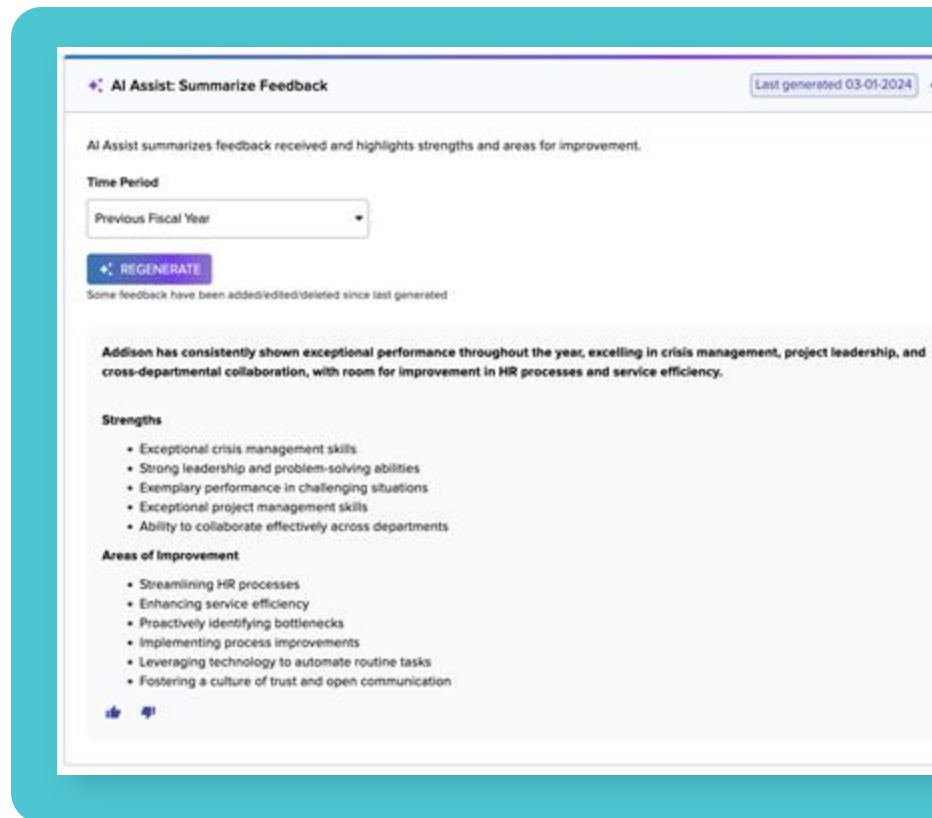 AI Assist: Summarize Feedback
Last generated 03-01-2024
AI Assist summarizes feedback received and highlights strengths and areas for improvement.
Time Period
Previous Fiscal Year
REGENERATE
Some feedback have been added/edited/deleted since last generated
Addison has consistently shown exceptional performance throughout the year, excelling in crisis management, project leadership, and
cross-departmental collaboration, with room for improvement in HR processes and service efficiency.
Strengths
• Exceptional crisis management skills
• Strong leadership and problem-solving abilities
• Exemplary performance in challenging situations
• Exceptional project management skills
• Ability to collaborate effectively across departments
Areas of Improvement
• Streamlining HR processes
• Enhancing service efficiency
• Proactively identifying bottlenecks
• Implementing process improvements
• Leveraging technology to automate routine tasks
• Fostering a culture of trust and open communication